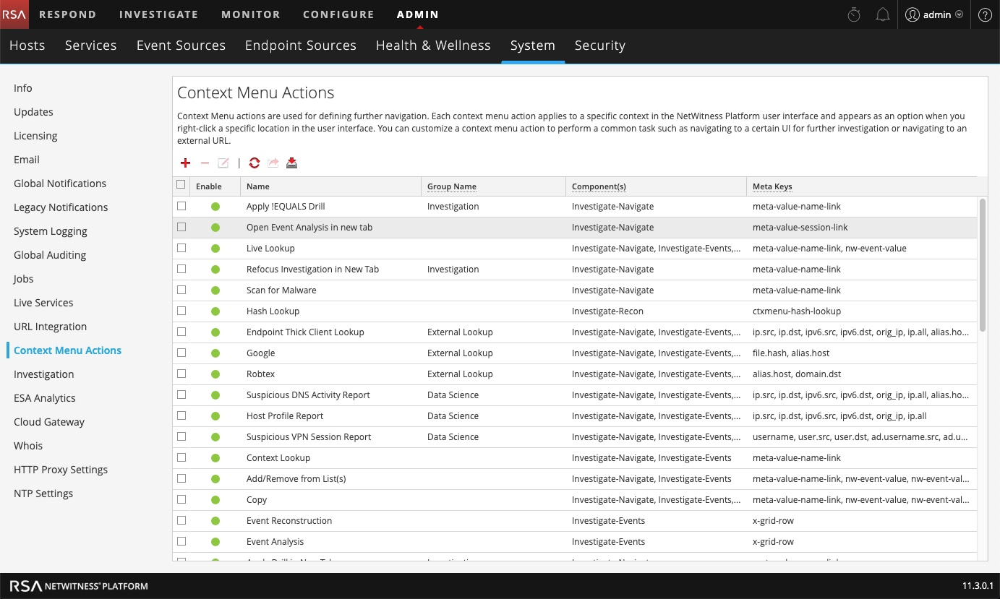 RSA RESPOND INVESTIGATE MONITOR CONFIGURE ADMIN admin ?
Hosts Services Event Sources Endpoint Sources Health & Wellness System Security
Info
Updates
Licensing
Email
Global Notifications
Legacy Notifications
System Logging
Global Auditing
Jobs
Live Services
URL Integration
Context Menu Actions
Investigation
ESA Analytics
Cloud Gateway
Whois
HTTP Proxy Settings
NTP Settings
Context Menu Actions
Context Menu actions are used for defining further navigation. Each context menu action applies to a specific context in the NetWitness Platform user interface and appears as an option when you
right-click a specific location in the user interface. You can customize a context menu action to perform a common task such as navigating to a certain UI for further investigation or navigating to an
external URL.
Enable Name Group Name Component(s) Meta Keys
Apply !EQUALS Drill Investigation Investigate-Navigate meta-value-name-link
Open Event Analysis in new tab Investigate-Navigate meta-value-session-link
Live Lookup Investigate-Navigate, Investigate-Events,... meta-value-name-link, nw-event-value
Refocus Investigation in New Tab Investigation Investigate-Navigate meta-value-name-link
Scan for Malware Investigate-Navigate meta-value-name-link
Hash Lookup Investigate-Recon ctxmenu-hash-lookup
Endpoint Thick Client Lookup External Lookup Investigate-Navigate, Investigate-Events,... ip.src, ip.dst, ipv6.src, ipv6.dst, orig_ip, ip.all, alias.ho...
Google External Lookup Investigate-Navigate, Investigate-Events,... file.hash, alias.host
Robtex External Lookup Investigate-Navigate, Investigate-Events,... alias.host, domain.dst
Suspicious DNS Activity Report Data Science Investigate-Navigate, Investigate-Events,... ip.src, ip.dst, ipv6.src, ipv6.dst, orig_ip, ip.all, alias.ho...
Host Profile Report Data Science Investigate-Navigate, Investigate-Events,... ip.src, ip.dst, ipv6.src, ipv6.dst, orig_ip, ip.all
Suspicious VPN Session Report Data Science Investigate-Navigate, Investigate-Events,... username, user.src, user.dst, ad.username.src, ad.u...
Context Lookup Investigate-Navigate, Investigate-Events meta-value-name-link
Add/Remove from List(s) Investigate-Navigate, Investigate-Events meta-value-name-link, nw-event-value, nw-event-val...
Copy Investigate-Navigate, Investigate-Events,... meta-value-name-link, nw-event-value, nw-event-val...
Event Reconstruction Investigate-Events x-grid-row
Event Analysis Investigate-Events x-grid-row
RSA NETWITNESS® PLATFORM 11.3.0.1